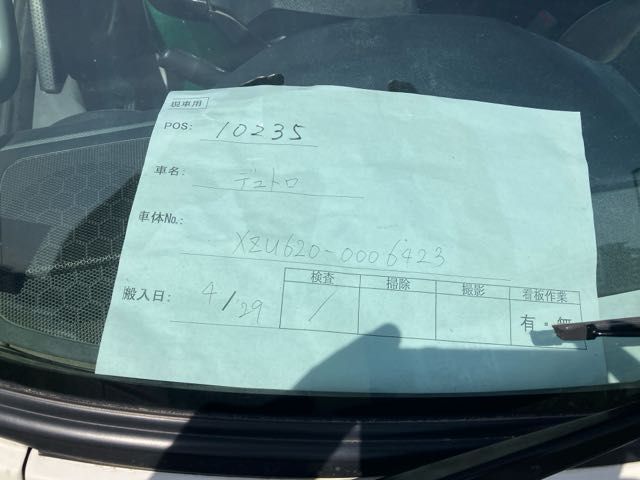 現車用
POS: 10235
車名: デュトロ
車体No.: XZU620-0006423
搬入日: 4/29
検査 掃除 撮影 看板作業
/ 有・無